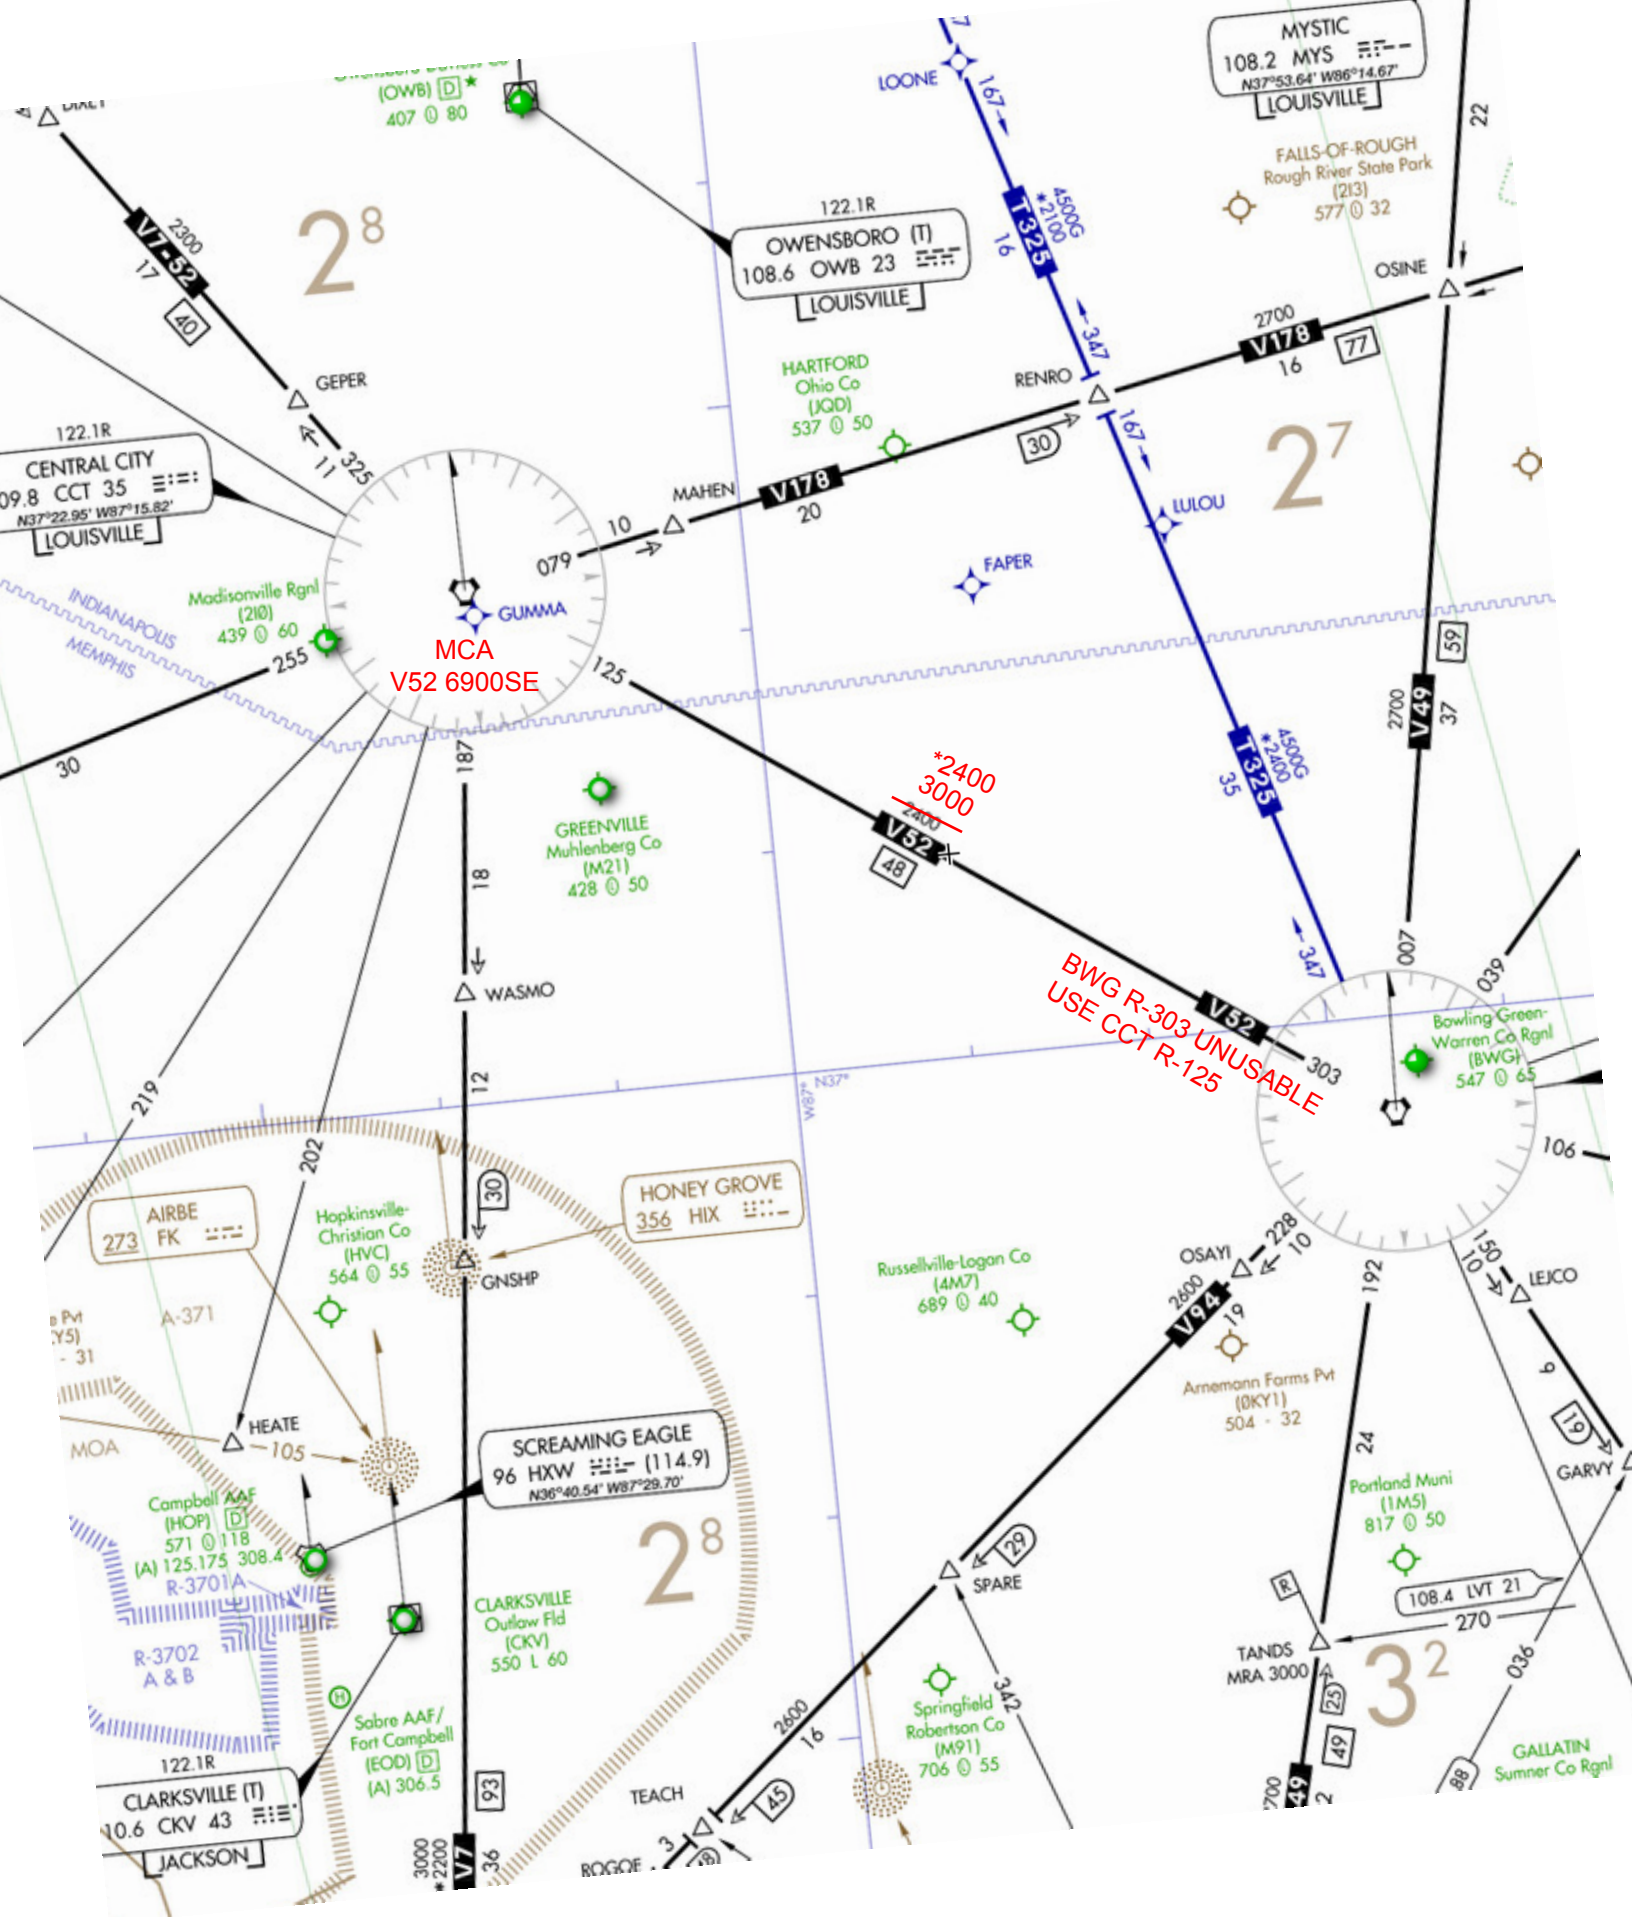 (OWB) D ★
407 L 80
V7-52
2300
17
40
2⁸
GEPER
11
325
122.1R
CENTRAL CITY
09.8 CCT 35
N37°22.95' W87°15.82'
LOUISVILLE
122.1R
OWENSBORO (T)
108.6 OWB 23
LOUISVILLE
LOONE
167
T325
4500G
*2100
16
347
MYSTIC
108.2 MYS
N37°53.64' W86°14.67'
LOUISVILLE
22
FALLS-OF-ROUGH
Rough River State Park
(2I3)
577 L 32
OSINE
2700
V178
16
77
RENRO
30
HARTFORD
Ohio Co
(JQD)
537 L 50
MAHEN
V178
20
10
079
2⁷
167
LULOU
FAPER
GUMMA
Madisonville Rgnl
(2I0)
439 L 60
INDIANAPOLIS
MEMPHIS
255
30
MCA
V52 6900SE
125
187
18
GREENVILLE
Muhlenberg Co
(M21)
428 L 50
*2400
3000
2400
V52
48
T325
4500G
*2400
35
347
59
2700
V49
37
007
039
BWG R-303 UNUSABLE
USE CCT R-125
V52
303
Bowling Green-
Warren Co Rgnl
(BWG)
547 L 65
106
WASMO
12
N37°
W87°
219
202
30
AIRBE
273 FK
HONEY GROVE
356 HIX
Hopkinsville-
Christian Co
(HVC)
564 L 55
GNSHP
A-371
e Pvt
Y5)
- 31
Russellville-Logan Co
(4M7)
689 L 40
OSAYI
228
10
2600
V94
19
Arnemann Farms Pvt
(0KY1)
504 - 32
192
24
150
10
LEJCO
9
19
GARVY
MOA
HEATE
105
SCREAMING EAGLE
96 HXW (114.9)
N36°40.54' W87°29.70'
Campbell AAF
(HOP) D
571 L 118
(A) 125.175 308.4
R-3701A
R-3702
A & B
2⁸
CLARKSVILLE
Outlaw Fld
(CKV)
550 L 60
H
Sabre AAF/
Fort Campbell
(EOD) D
(A) 306.5
122.1R
CLARKSVILLE (T)
10.6 CKV 43
JACKSON
93
3000
*2200
V7
36
29
SPARE
342
2600
16
TEACH
45
3
Springfield
Robertson Co
(M91)
706 L 55
Portland Muni
(1M5)
817 L 50
108.4 LVT 21
270
R
TANDS
MRA 3000
25
49
3²
036
88
GALLATIN
Sumner Co Rgnl
700
49
2